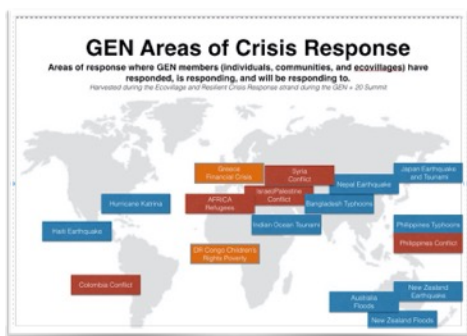 GEN Areas of Crisis Response
Areas of response where GEN members (individuals, communities, and ecovillages) have
responded, is responding, and will be responding to.
Harvested during the Ecovillage and Resilient Crisis Response strand during the GEN + 20 Summit
Greece
Financial Crisis
Syria
Conflict
Japan Earthquake
and Tsunami
Nepal Earthquake
Israel/Palestine
Conflict
AFRICA
Refugees
Hurricane Katrina
Bangladesh Typhoons
Haiti Earthquake
Indian Ocean Tsunami
Philippines Typhoons
Philippines Conflict
DR Congo Children's
Rights Poverty
Colombia Conflict
New Zealand
Earthquake
Australia
Floods
New Zealand Floods